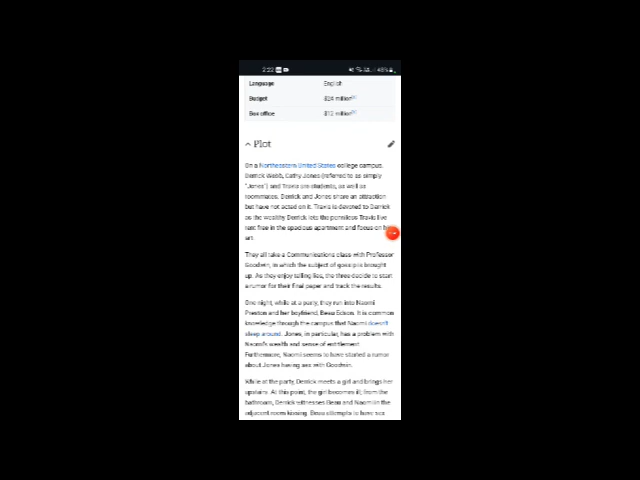 2:22
Language English
Budget $24 million
Box office $12 million
Plot
On a Northeastern United States college campus,
Derrick Webb, Cathy Jones (referred to as simply
"Jones") and Travis are students, as well as
roommates. Derrick and Jones share an attraction
but have not acted on it. Travis is devoted to Derrick
as the wealthy Derrick lets the penniless Travis live
rent free in the spacious apartment and focus on his
art.
They all take a Communications class with Professor
Goodwin, in which the subject of gossip is brought
up. As they enjoy telling lies, the three decide to start
a rumor for their final paper and track the results.
One night, while at a party, they run into Naomi
Preston and her boyfriend, Beau Edson. It is common
knowledge through the campus that Naomi doesn't
sleep around. Jones, in particular, has a problem with
Naomi's wealth and sense of entitlement.
Furthermore, Naomi seems to have started a rumor
about Jones having sex with Goodwin.
While at the party, Derrick meets a girl and brings her
upstairs. At this point, the girl becomes ill; from the
bathroom, Derrick witnesses Beau and Naomi in the
adjacent room kissing. Beau attempts to have sex